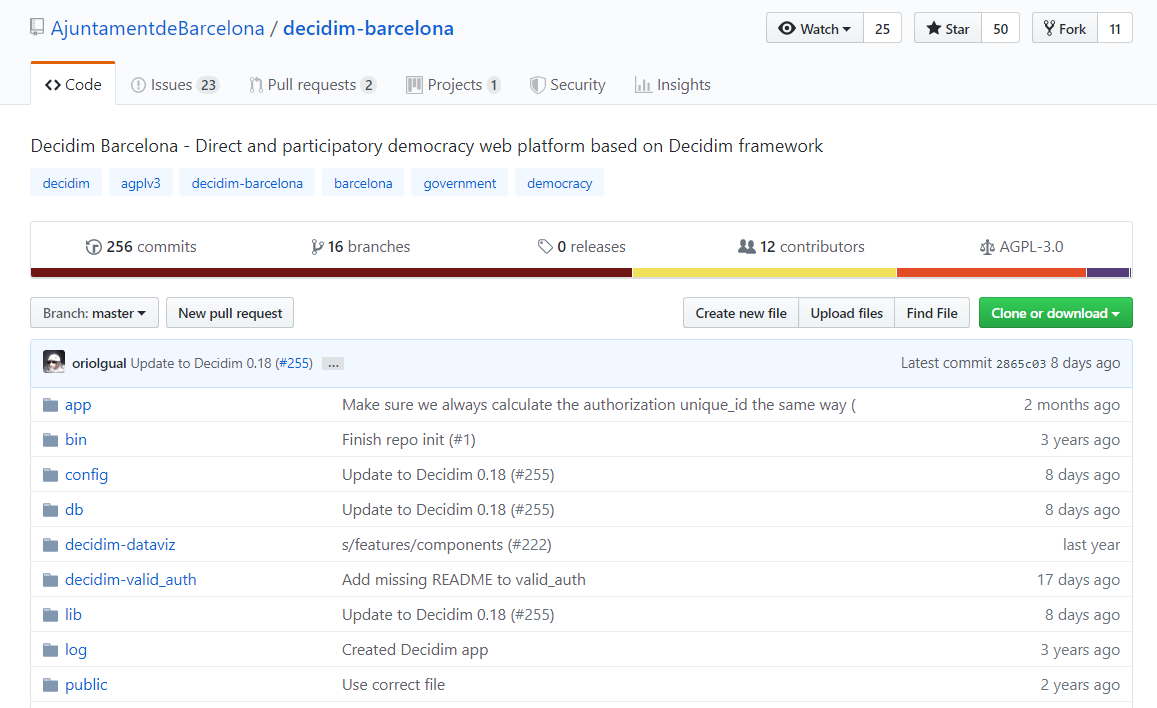 AjuntamentdeBarcelona / decidim-barcelona Watch 25 Star 50 Fork 11
Code Issues 23 Pull requests 2 Projects 1 Security Insights
Decidim Barcelona - Direct and participatory democracy web platform based on Decidim framework
decidim agplv3 decidim-barcelona barcelona government democracy
256 commits 16 branches 0 releases 12 contributors AGPL-3.0
Branch: master New pull request Create new file Upload files Find File Clone or download
oriolgual Update to Decidim 0.18 (#255) ... Latest commit 2865c03 8 days ago
app Make sure we always calculate the authorization unique_id the same way ( 2 months ago
bin Finish repo init (#1) 3 years ago
config Update to Decidim 0.18 (#255) 8 days ago
db Update to Decidim 0.18 (#255) 8 days ago
decidim-dataviz s/features/components (#222) last year
decidim-valid_auth Add missing README to valid_auth 17 days ago
lib Update to Decidim 0.18 (#255) 8 days ago
log Created Decidim app 3 years ago
public Use correct file 2 years ago